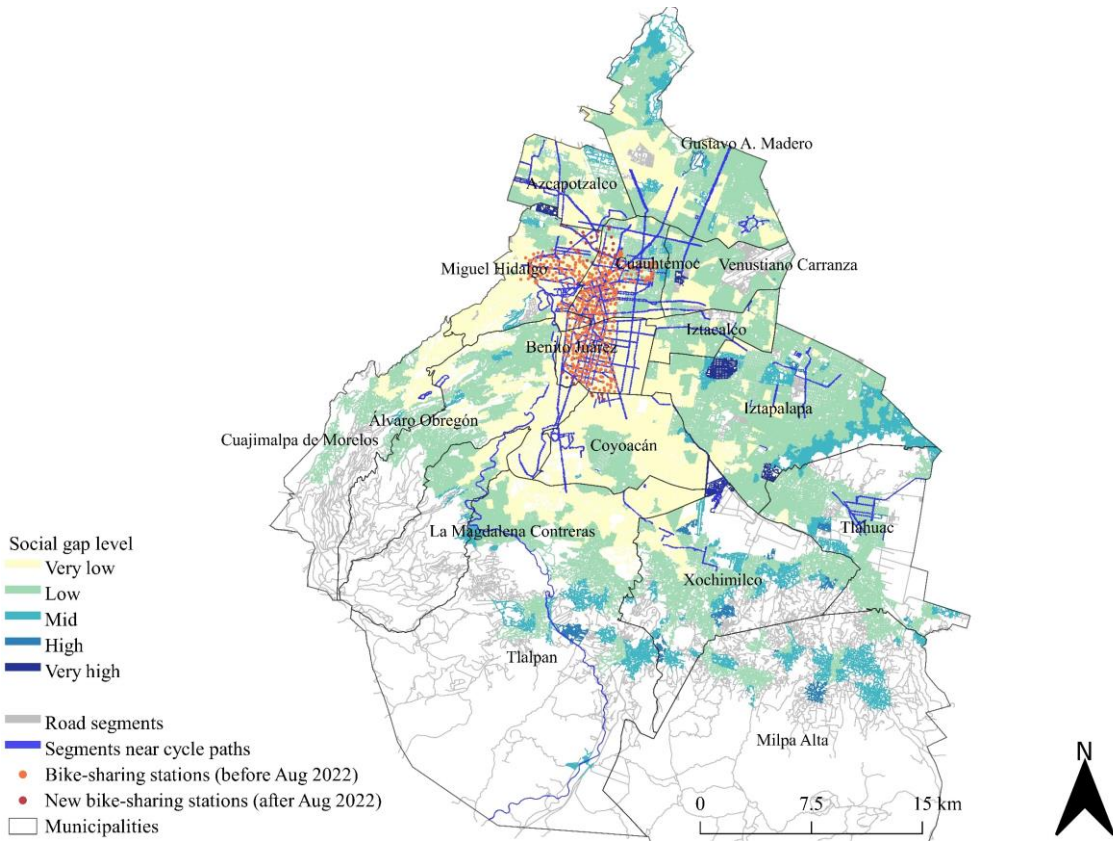 Gustavo A. Madero
Azcapotzalco
Miguel Hidalgo
Cuauhtémoc
Venustiano Carranza
Iztacalco
Benito Juárez
Iztapalapa
Álvaro Obregón
Cuajimalpa de Morelos
Coyoacán
Tláhuac
La Magdalena Contreras
Xochimilco
Tlalpan
Milpa Alta
Social gap level
Very low
Low
Mid
High
Very high
Road segments
Segments near cycle paths
Bike-sharing stations (before Aug 2022)
New bike-sharing stations (after Aug 2022)
Municipalities
0 7.5 15 km
N